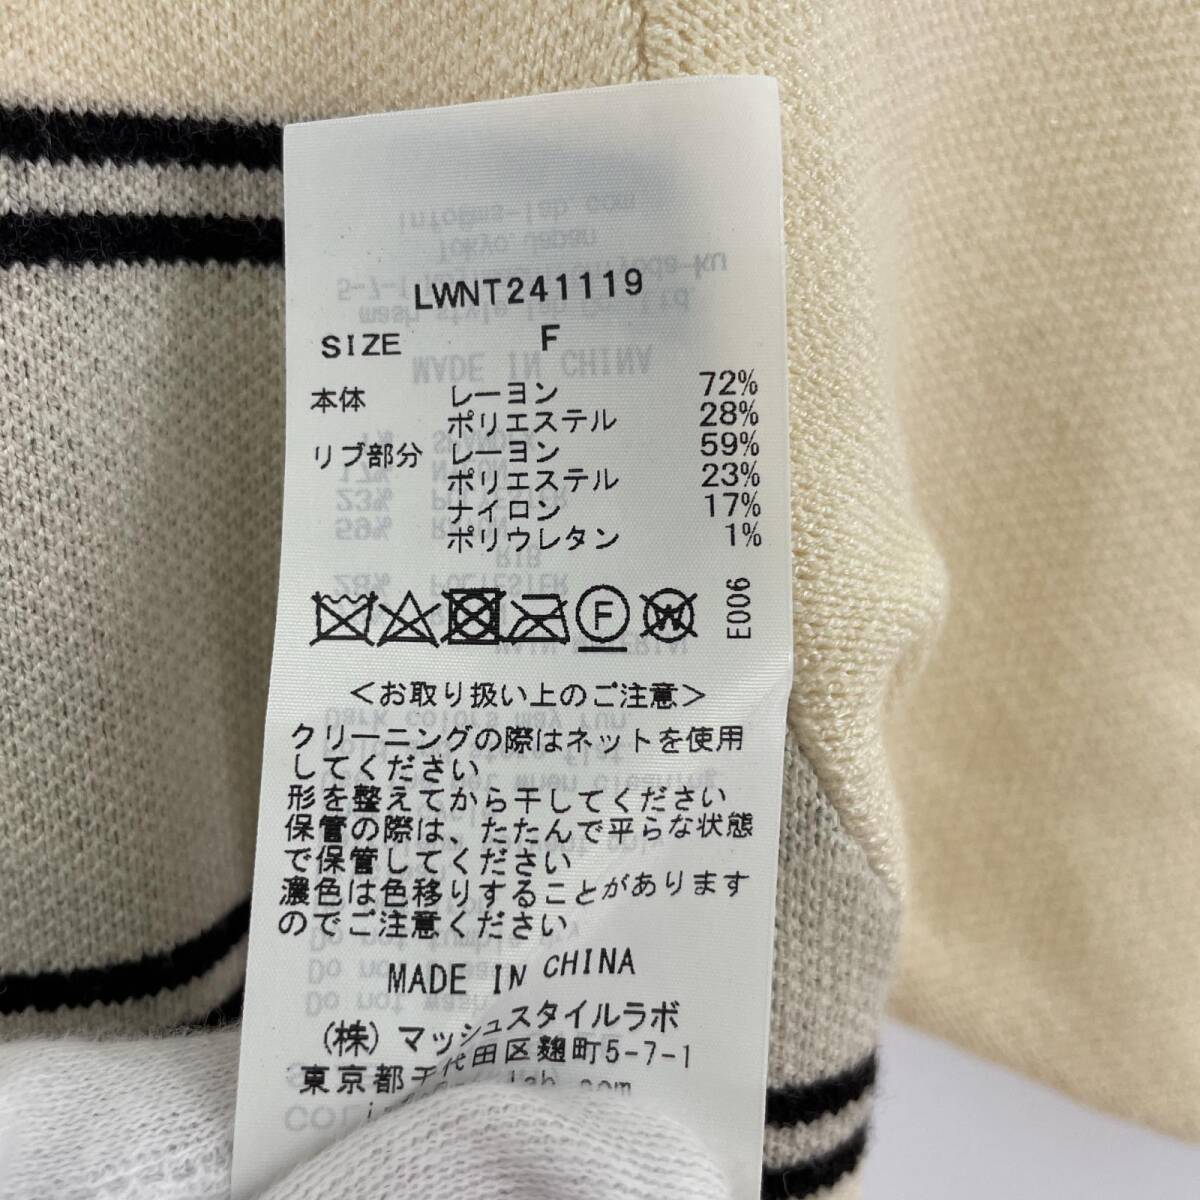 LWNT241119
SIZE F
本体 レーヨン 72%
ポリエステル 28%
リブ部分 レーヨン 59%
ポリエステル 23%
ナイロン 17%
ポリウレタン 1%
F W E006
<お取り扱い上のご注意>
クリーニングの際はネットを使用
してください
形を整えてから干してください
保管の際は、たたんで平らな状態
で保管してください
濃色は色移りすることがあります
のでご注意ください
MADE IN CHINA
(株) マッシュスタイルラボ
東京都千代田区麹町5-7-1